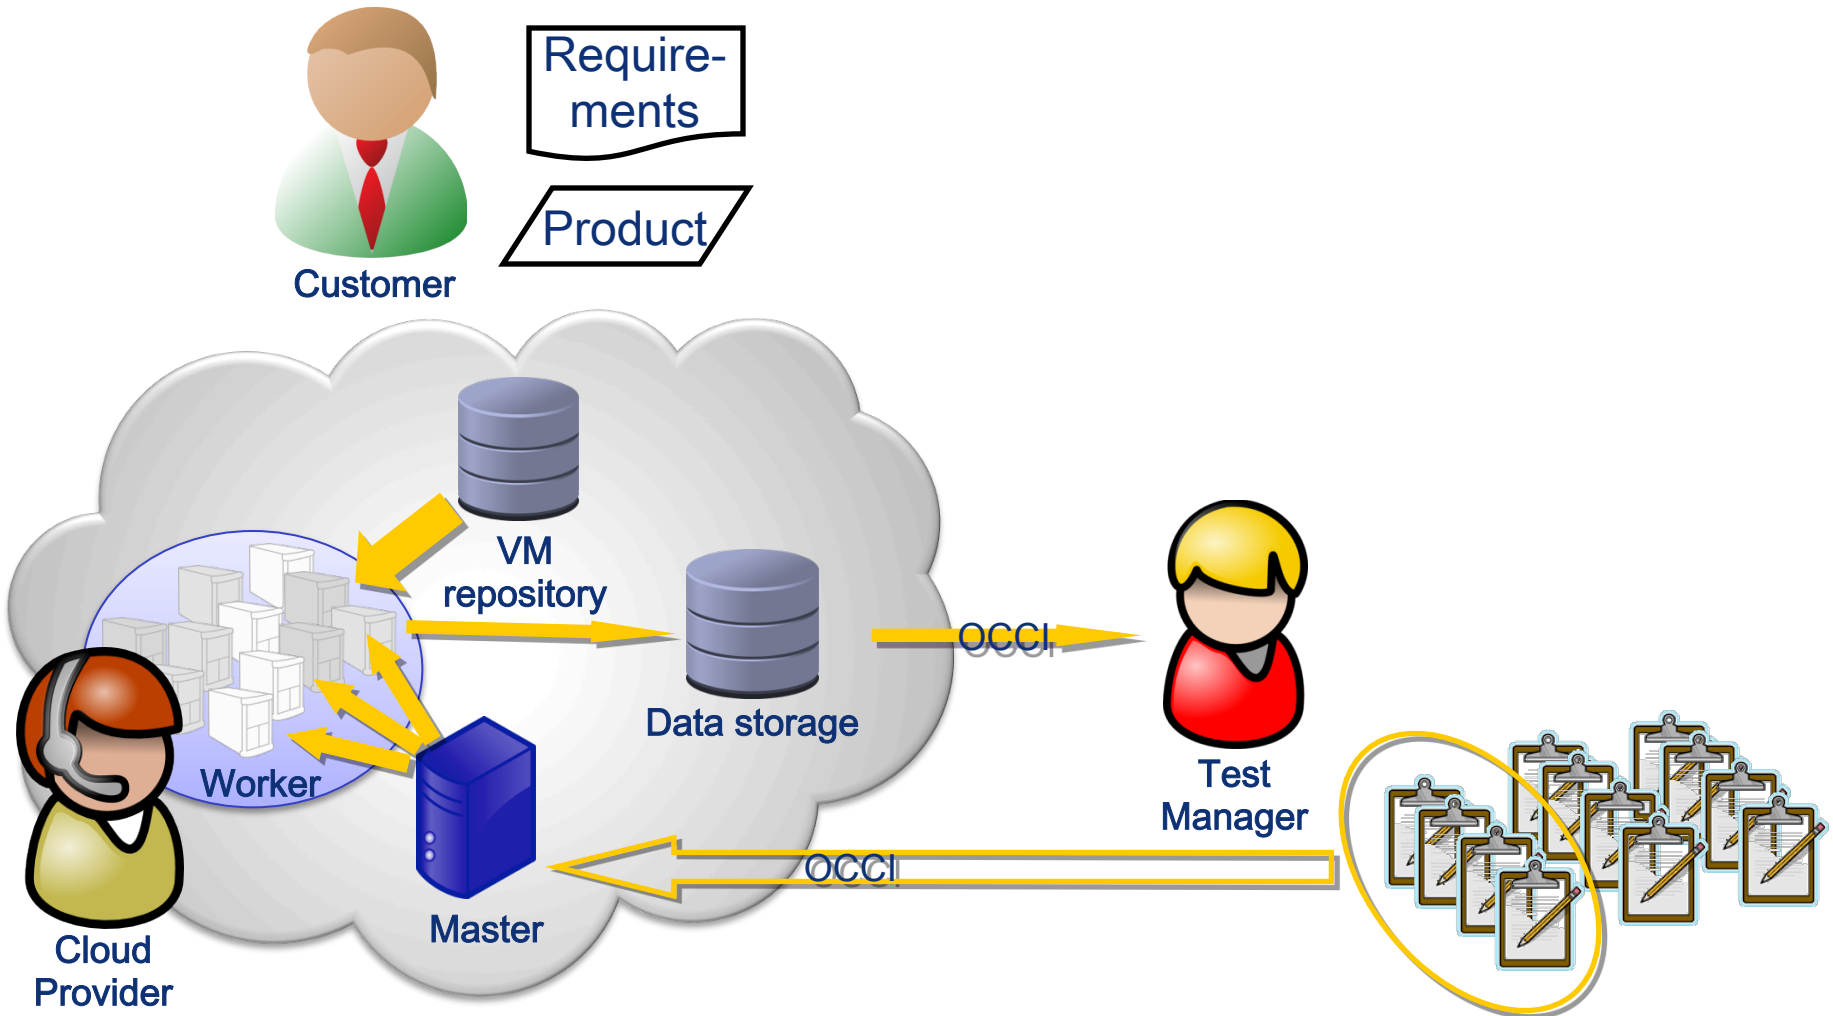 Require-
ments
Product
Customer
VM
repository
OCCI
Data storage
Worker
Test
Manager
OCCI
Master
Cloud
Provider